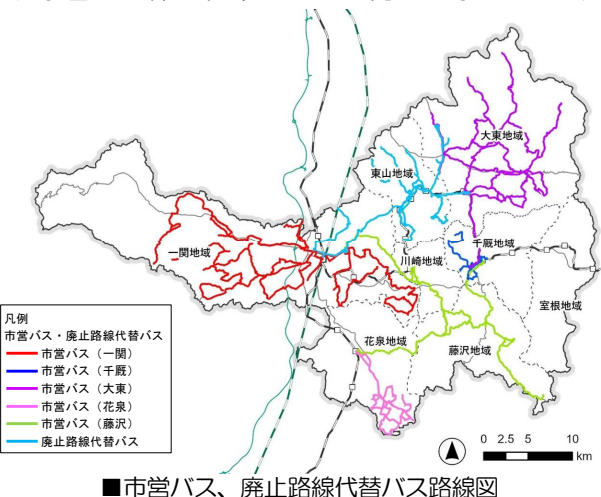 大東地域
東山地域
一関地域
千厩地域
川崎地域
室根地域
花泉地域
藤沢地域
凡例
市営バス・廃止路線代替バス
市営バス（一関）
市営バス（千厩）
市営バス（大東）
市営バス（花泉）
市営バス（藤沢）
廃止路線代替バス
0 2.5 5 10
km
■市営バス、廃止路線代替バス路線図